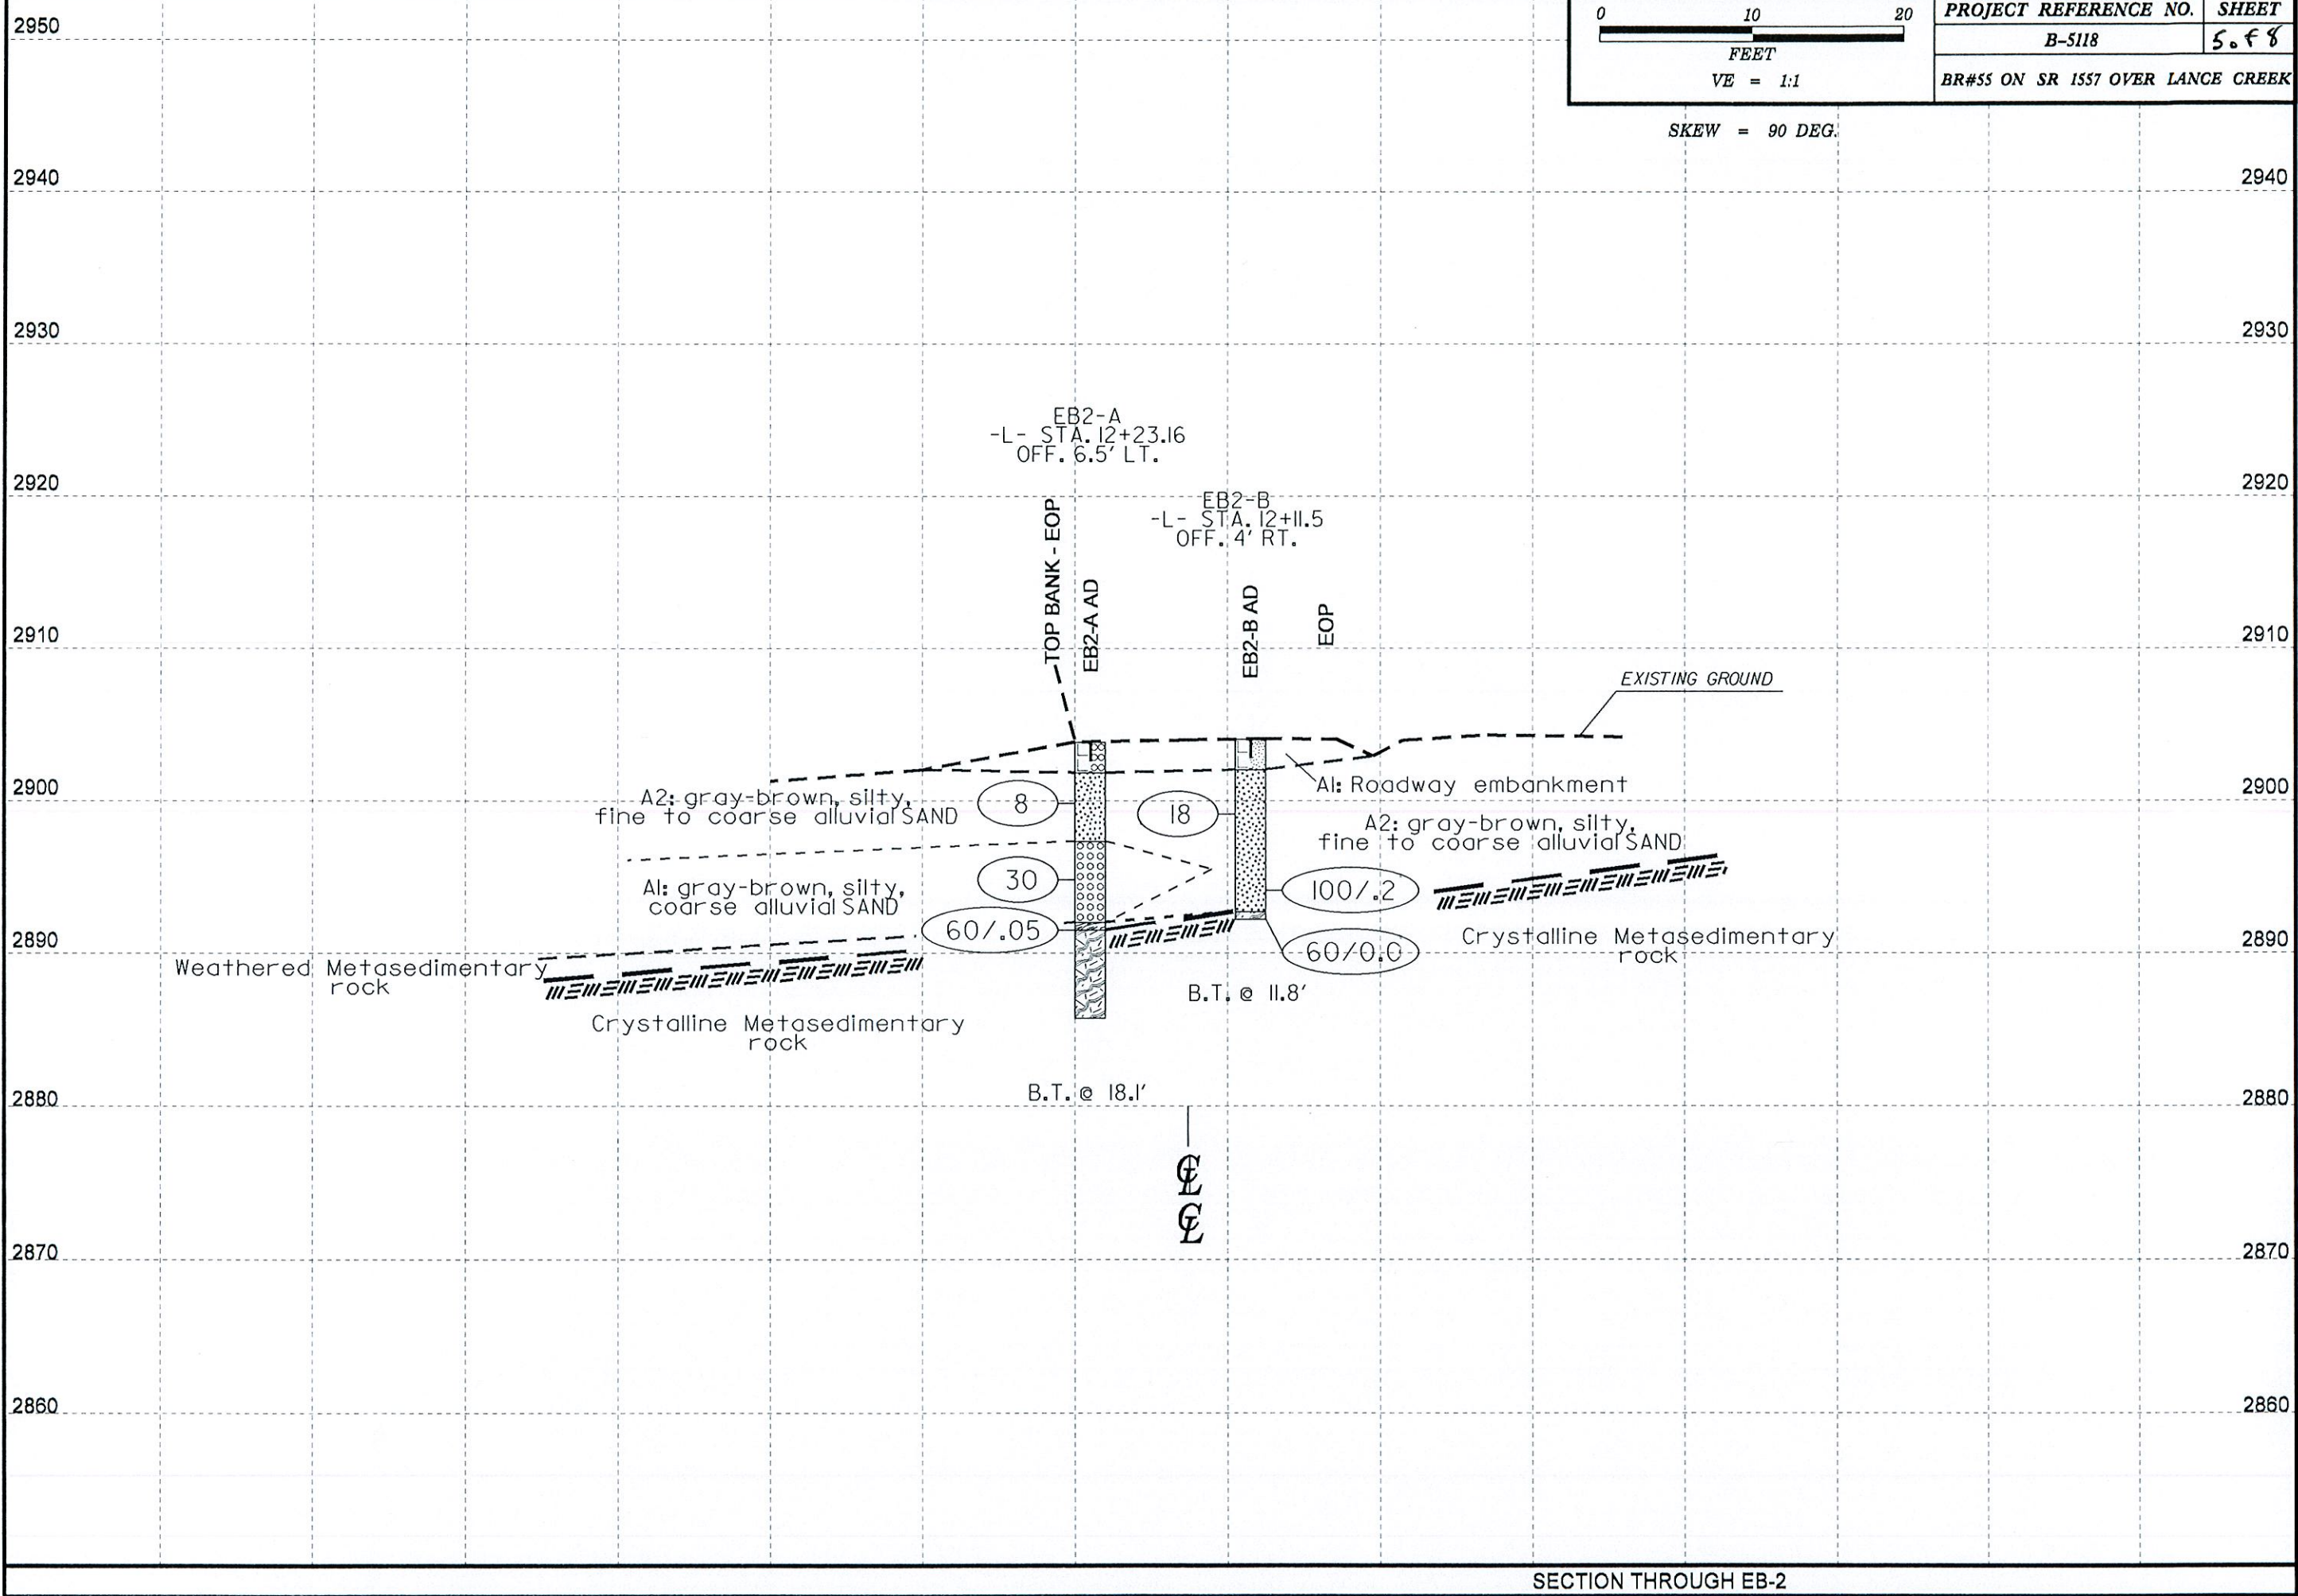 0 10 20
FEET
VE = 1:1
PROJECT REFERENCE NO. SHEET
B-5118 5 of 8
BR#55 ON SR 1557 OVER LANCE CREEK
SKEW = 90 DEG.
2950
2940 2940
2930 2930
EB2-A
-L- STA. 12+23.16
OFF. 6.5' LT.
2920 2920
EB2-B
-L- STA. 12+11.5
OFF. 4' RT.
TOP BANK - EOP
EB2-A AD
EB2-B AD
EOP
2910 2910
EXISTING GROUND
A1: Roadway embankment
2900 2900
A2: gray-brown, silty,
fine to coarse alluvial SAND
8
18
A2: gray-brown, silty,
fine to coarse alluvial SAND
30
A1: gray-brown, silty,
coarse alluvial SAND
100/.2
60/.05
60/0.0
2890 2890
Crystalline Metasedimentary
rock
Weathered Metasedimentary
rock
B.T. @ 11.8'
Crystalline Metasedimentary
rock
B.T. @ 18.1'
2880 2880
CL
CL
2870 2870
2860 2860
SECTION THROUGH EB-2